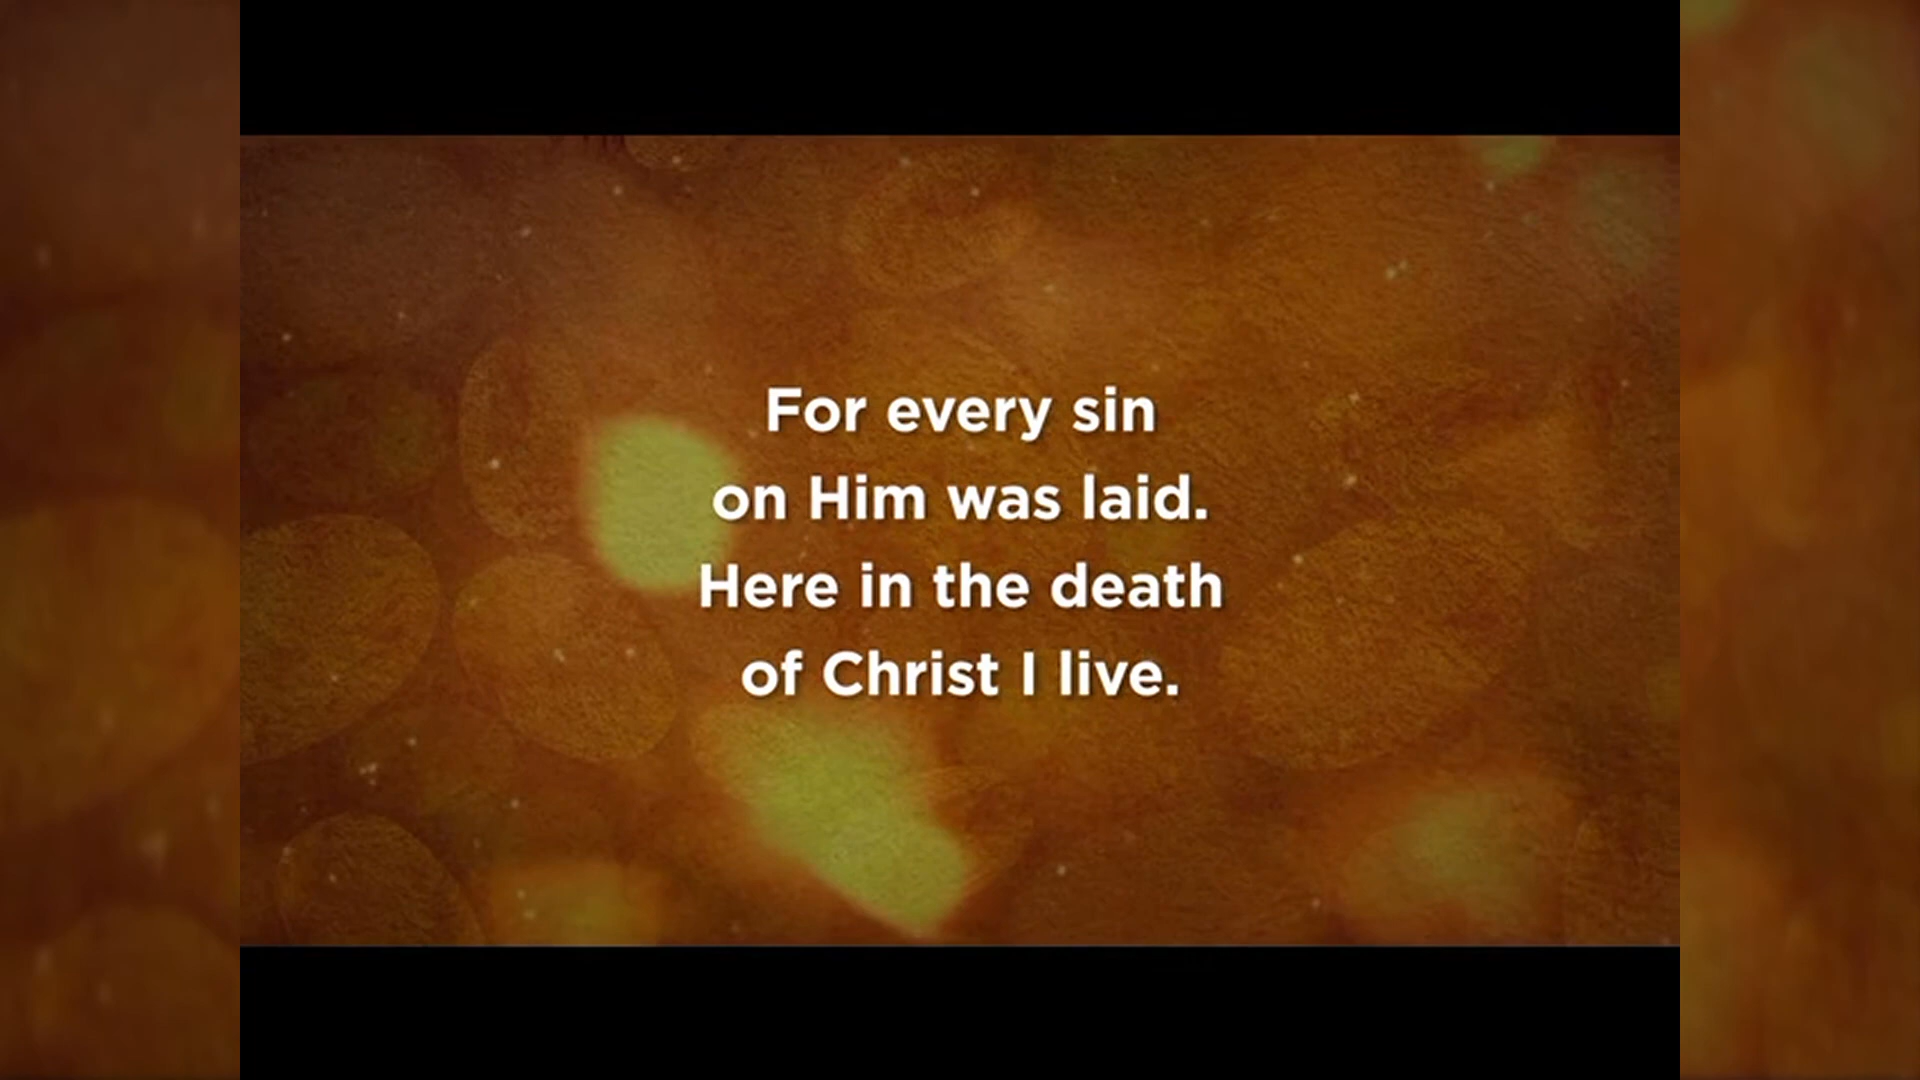 For every sin
on Him was laid.
Here in the death
of Christ I live.